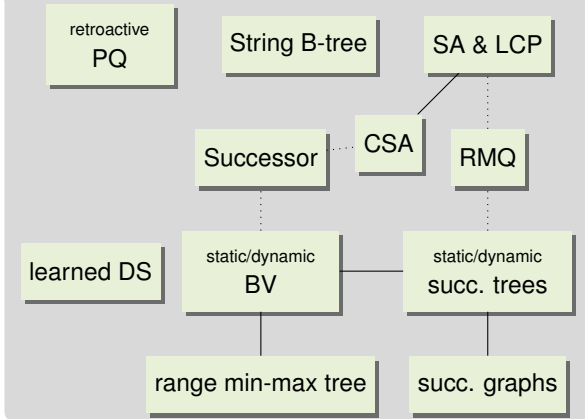 retroactive
PQ
String B-tree
SA & LCP
Successor
CSA
RMQ
learned DS
static/dynamic
BV
static/dynamic
succ. trees
range min-max tree
succ. graphs